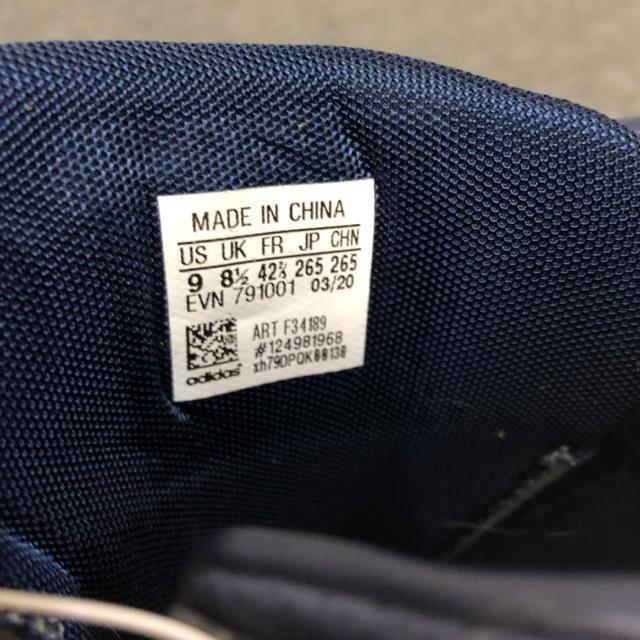 MADE IN CHINA
US UK FR JP CHN
9 8½ 42⅔ 265 265
EVN 791001 03/20
ART F34189
#124981968
adidas